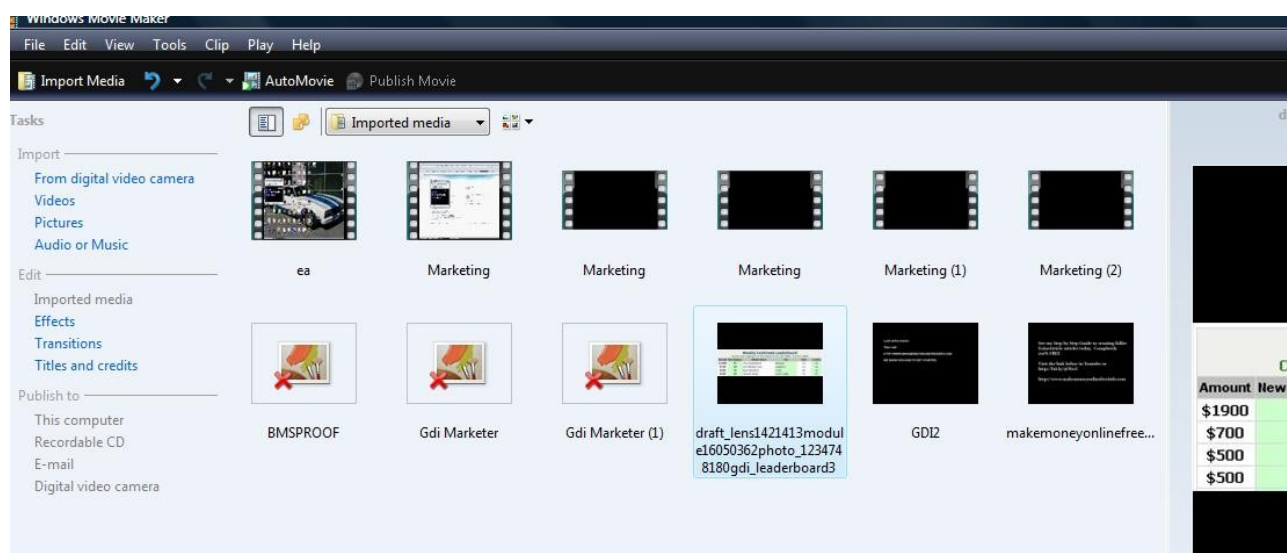 Windows Movie Maker
File Edit View Tools Clip Play Help
Import Media AutoMovie Publish Movie
Tasks
Imported media
d
Import
From digital video camera
Videos
Pictures
Audio or Music
ea
Marketing
Marketing
Marketing
Marketing (1)
Marketing (2)
Edit
Imported media
Effects
Transitions
Titles and credits
Publish to
This computer
Recordable CD
E-mail
Digital video camera
BMSPROOF
Gdi Marketer
Gdi Marketer (1)
draft_lens1421413modul
e16050362photo_123474
8180gdi_leaderboard3
GDI2
makemoneyonlinefree...
Amount New
$1900
$700
$500
$500